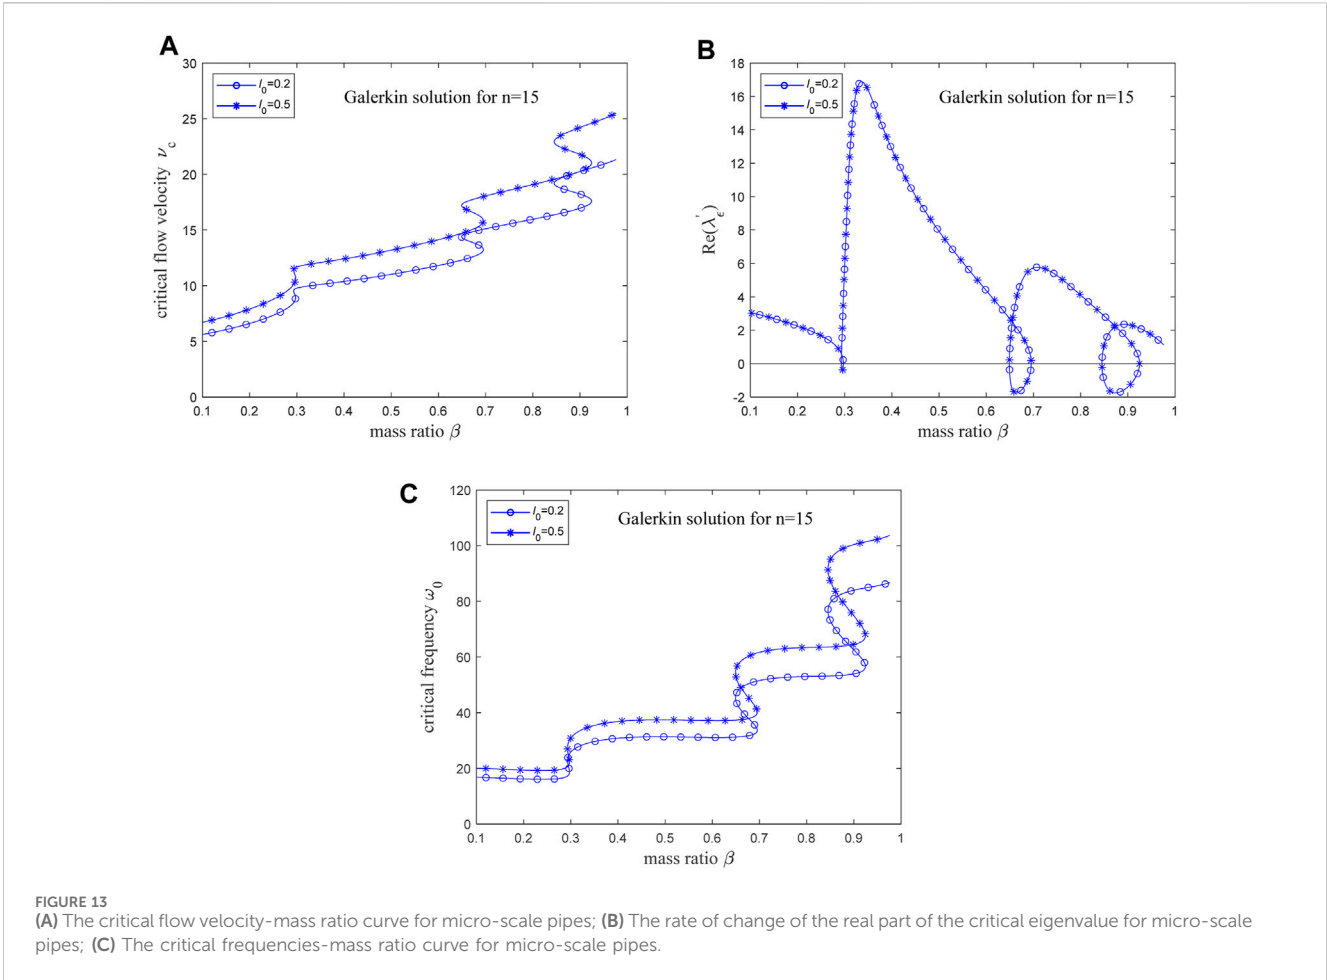 A
30
25
20
15
10
5
0
critical flow velocity νc
l0=0.2
l0=0.5
Galerkin solution for n=15
0.1 0.2 0.3 0.4 0.5 0.6 0.7 0.8 0.9 1
mass ratio β
B
18
16
14
12
10
8
6
4
2
0
-2
Re(λ'ϵ)
l0=0.2
l0=0.5
Galerkin solution for n=15
0.1 0.2 0.3 0.4 0.5 0.6 0.7 0.8 0.9 1
mass ratio β
C
120
100
80
60
40
20
0
critical frequency ω0
l0=0.2
l0=0.5
Galerkin solution for n=15
0.1 0.2 0.3 0.4 0.5 0.6 0.7 0.8 0.9 1
mass ratio β
FIGURE 13
(A) The critical flow velocity-mass ratio curve for micro-scale pipes; (B) The rate of change of the real part of the critical eigenvalue for micro-scale
pipes; (C) The critical frequencies-mass ratio curve for micro-scale pipes.